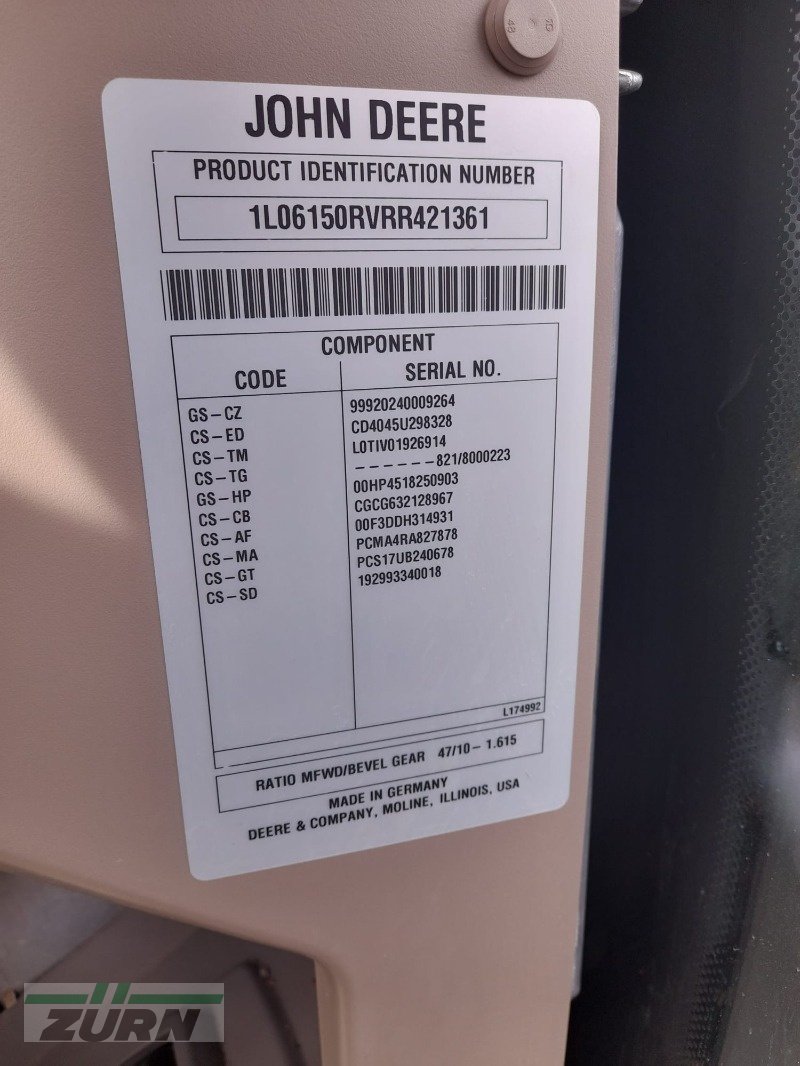 JOHN DEERE
PRODUCT IDENTIFICATION NUMBER
1L06150RVRR421361
COMPONENT
CODE SERIAL NO.
GS-CZ 99920240009264
CS-ED CD4045U298328
CS-TM L0TIV01926914
CS-TG ------821/8000223
GS-HP 00HP4518250903
CS-CB CGCG632128967
CS-AF 00F3DDH314931
CS-MA PCMA4RA827878
CS-GT PCS17UB240678
CS-SD 192993340018
L174992
RATIO MFWD/BEVEL GEAR 47/10-1.615
MADE IN GERMANY
DEERE & COMPANY, MOLINE, ILLINOIS, USA
ZÜRN